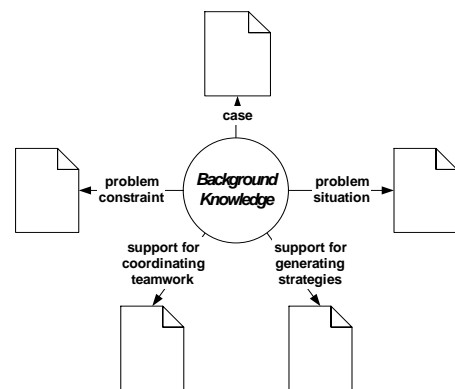 case
problem
constraint
Background
Knowledge
problem
situation
support for
coordinating
teamwork
support for
generating
strategies